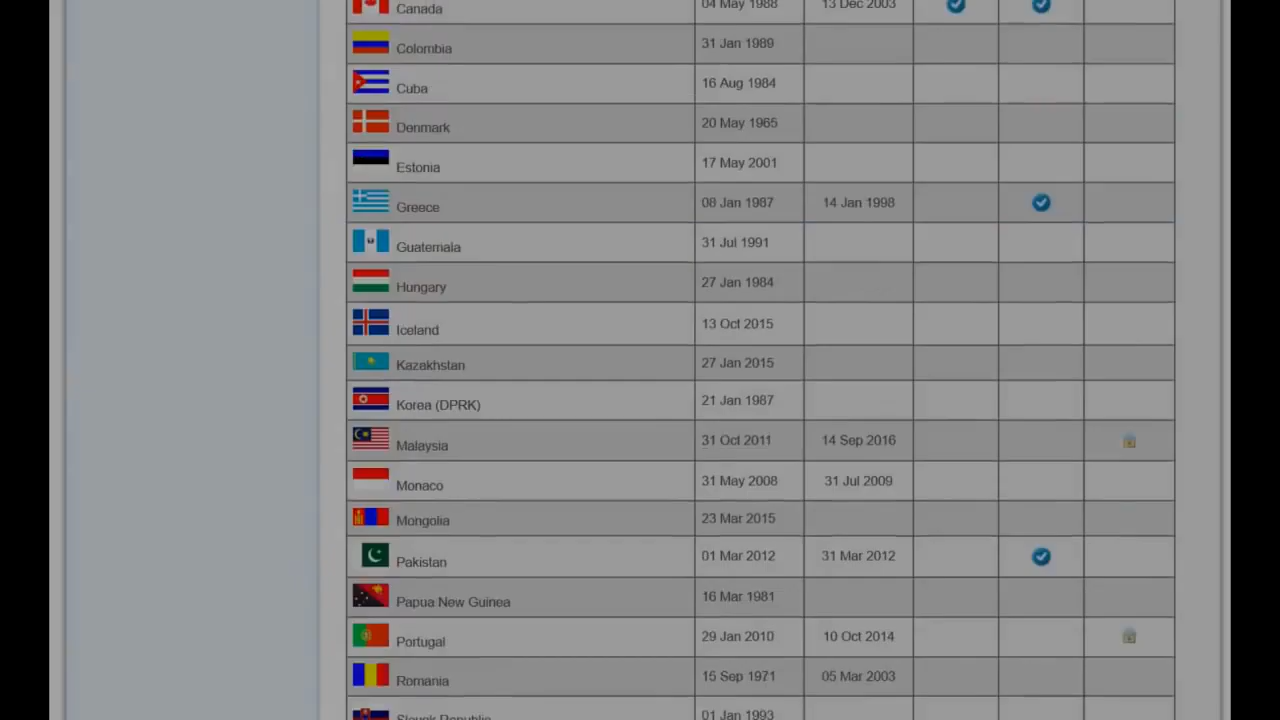 Canada 04 May 1988 13 Dec 2003
Colombia 31 Jan 1989
Cuba 16 Aug 1984
Denmark 20 May 1965
Estonia 17 May 2001
Greece 08 Jan 1987 14 Jan 1998
Guatemala 31 Jul 1991
Hungary 27 Jan 1984
Iceland 13 Oct 2015
Kazakhstan 27 Jan 2015
Korea (DPRK) 21 Jan 1987
Malaysia 31 Oct 2011 14 Sep 2016
Monaco 31 May 2008 31 Jul 2009
Mongolia 23 Mar 2015
Pakistan 01 Mar 2012 31 Mar 2012
Papua New Guinea 16 Mar 1981
Portugal 29 Jan 2010 10 Oct 2014
Romania 15 Sep 1971 05 Mar 2003
Slovak Republic 01 Jan 1993